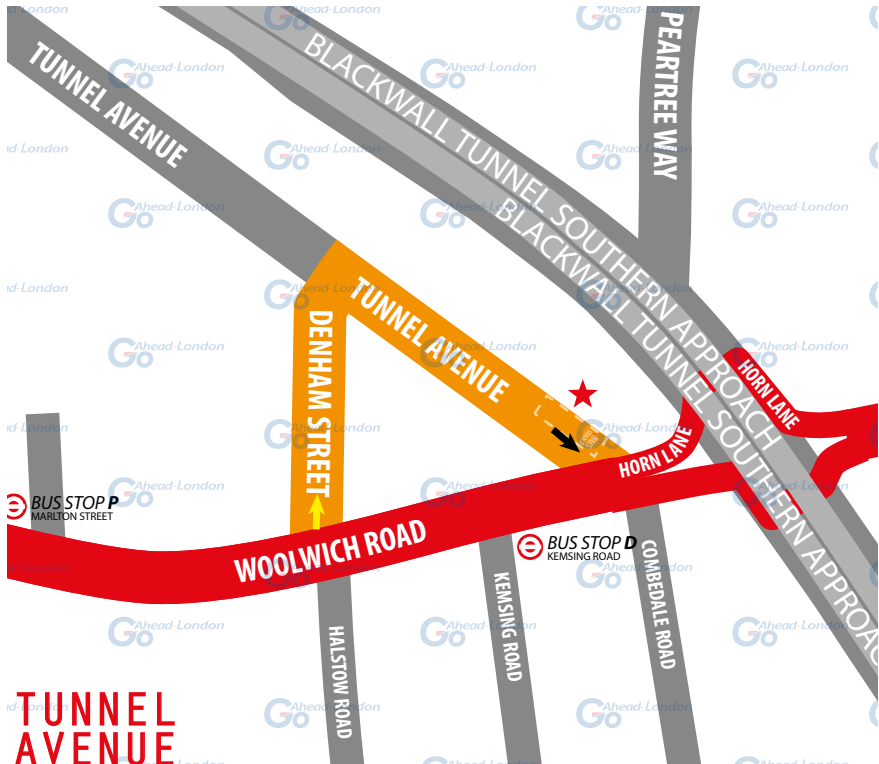 TUNNEL AVENUE
BLACKWALL TUNNEL SOUTHERN APPROACH
BLACKWALL TUNNEL SOUTHERN APPROAC
PEARTREE WAY
TUNNEL AVENUE
DENHAM STREET
HORN LANE
HORN LANE
BUS STOP P
MARLTON STREET
WOOLWICH ROAD
BUS STOP D
KEMSING ROAD
HALSTOW ROAD
KEMSING ROAD
COMBEDALE ROAD
TUNNEL
AVENUE
Go Ahead-London